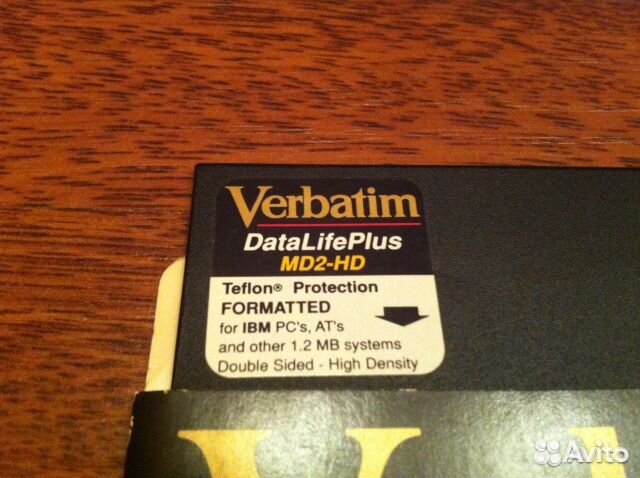 Verbatim
DataLifePlus
MD2-HD
Teflon® Protection
FORMATTED
for IBM PC's, AT's
and other 1.2 MB systems
Double Sided - High Density
Avito